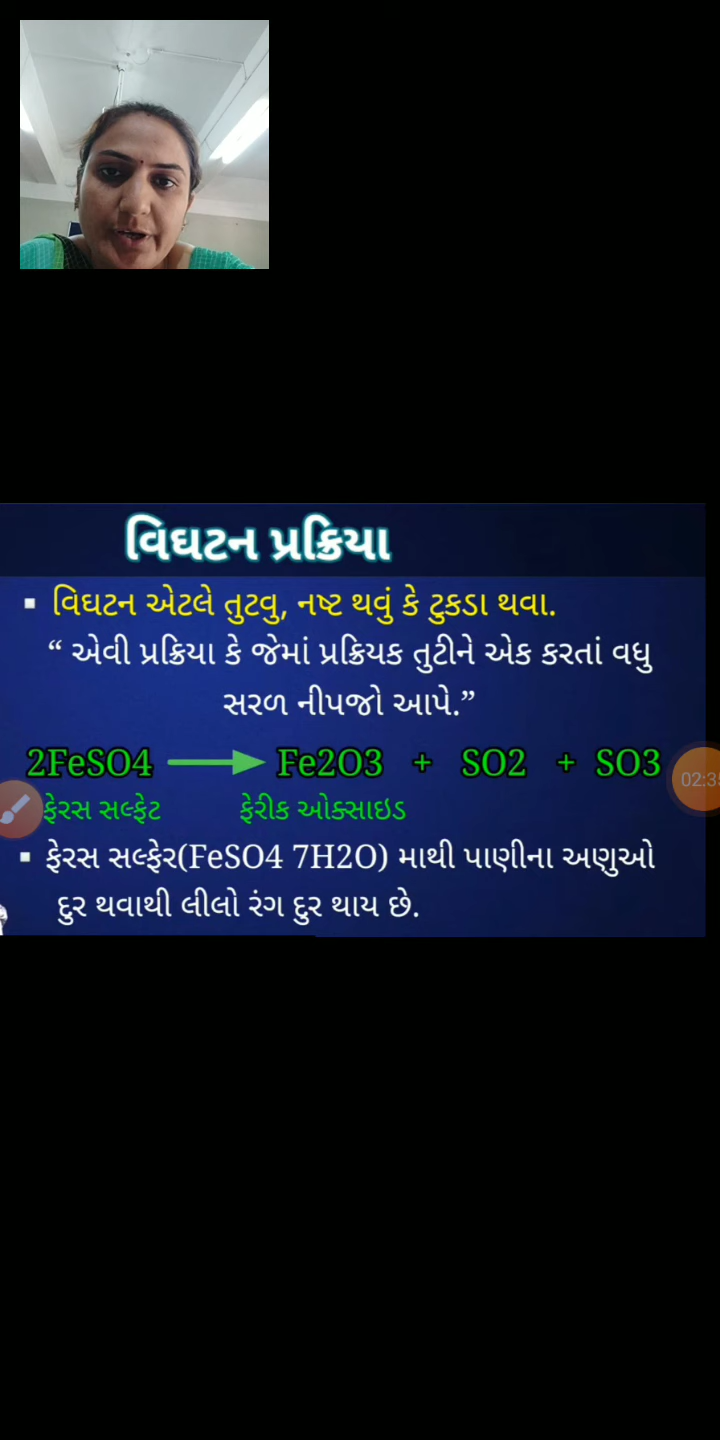 વિઘટન પ્રક્રિયા
▪ વિઘટન એટલે તુટવુ, નષ્ટ થવું કે ટુકડા થવા.
“ એવી પ્રક્રિયા કે જેમાં પ્રક્રિયક તુટીને એક કરતાં વધુ
સરળ નીપજો આપે.”
2FeSO4 ⟶ Fe2O3 + SO2 + SO3
ફેરસ સલ્ફેટ ફેરીક ઓક્સાઇડ
▪ ફેરસ સલ્ફેર(FeSO4 7H2O) માથી પાણીના અણુઓ
દુર થવાથી લીલો રંગ દુર થાય છે.